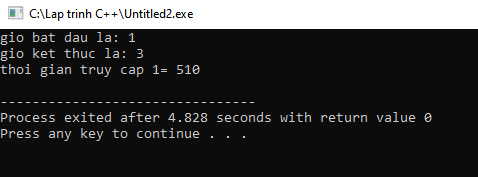 C:\Lap trinh C++\Untitled2.exe
gio bat dau la: 1
gio ket thuc la: 3
thoi gian truy cap 1= 510
--------------------------------
Process exited after 4.828 seconds with return value 0
Press any key to continue . . .